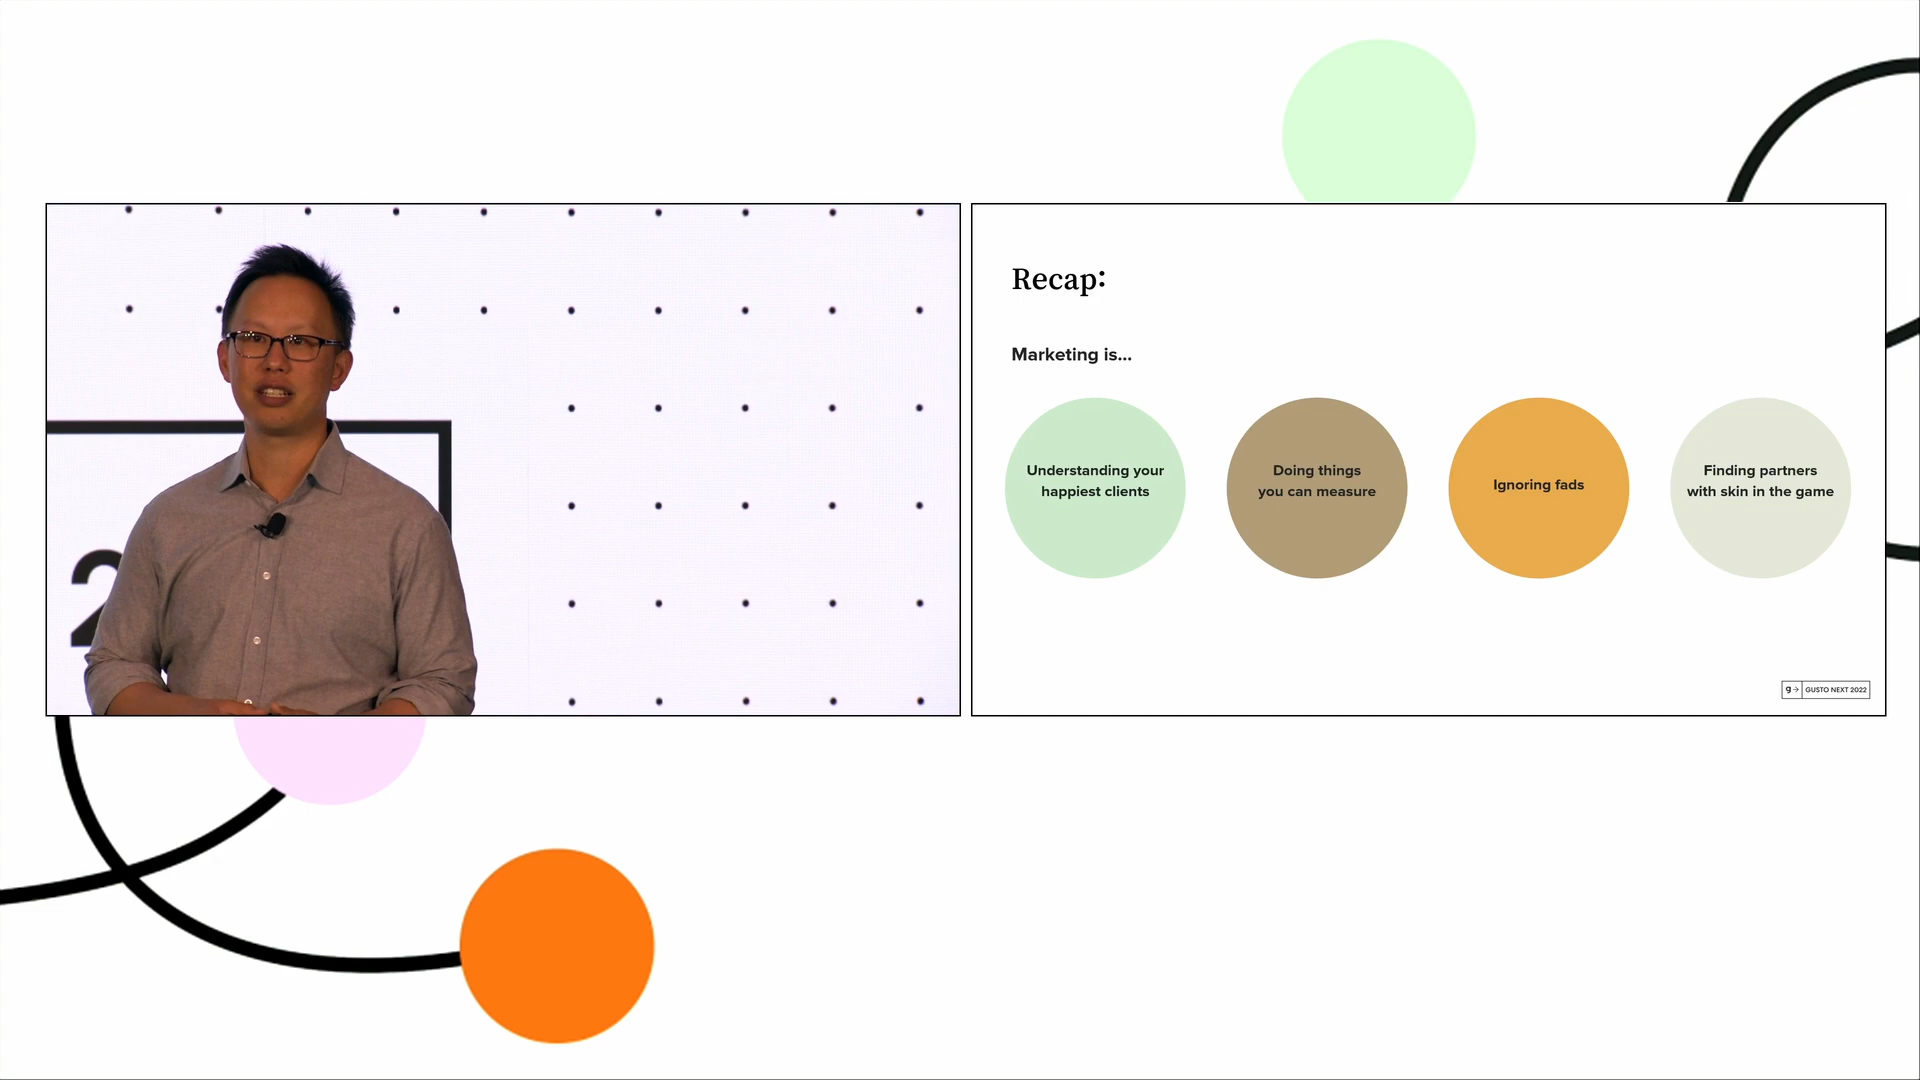 2
Recap:
Marketing is...
Understanding your
happiest clients
Doing things
you can measure
Ignoring fads
Finding partners
with skin in the game
g→ GUSTO NEXT 2022